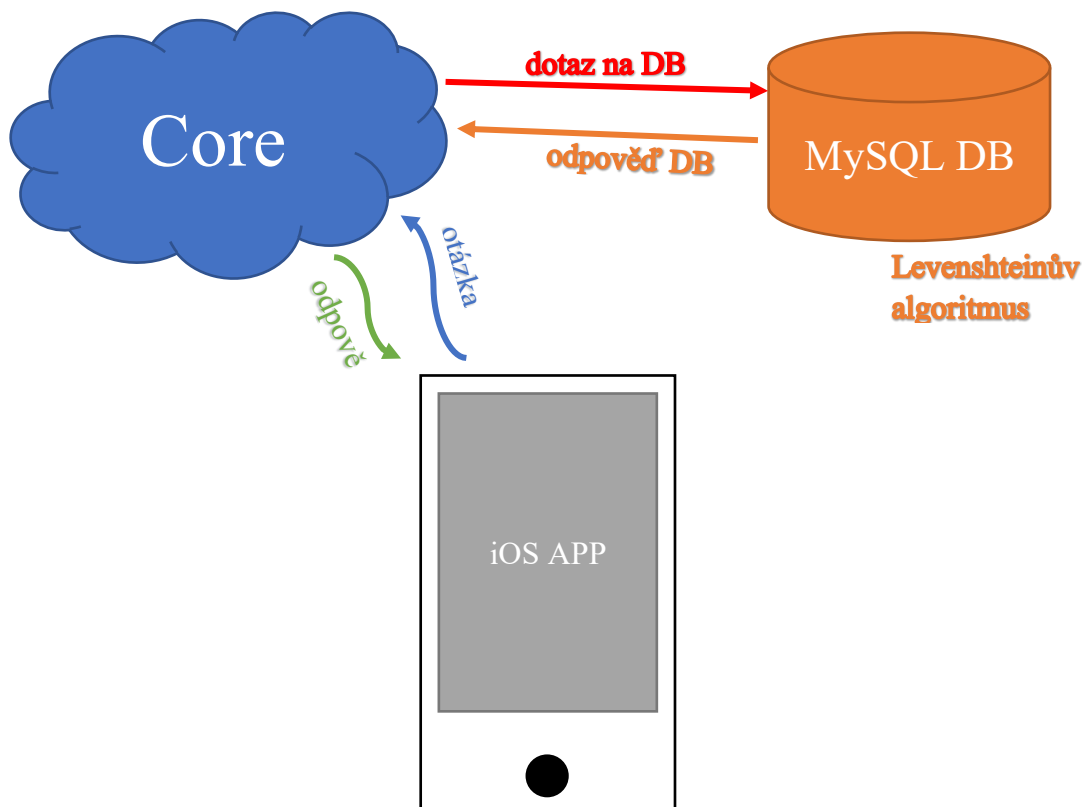 dotaz na DB
Core
MySQL DB
odpověď DB
otázka
Levenshteinův
algoritmus
odpově
iOS APP